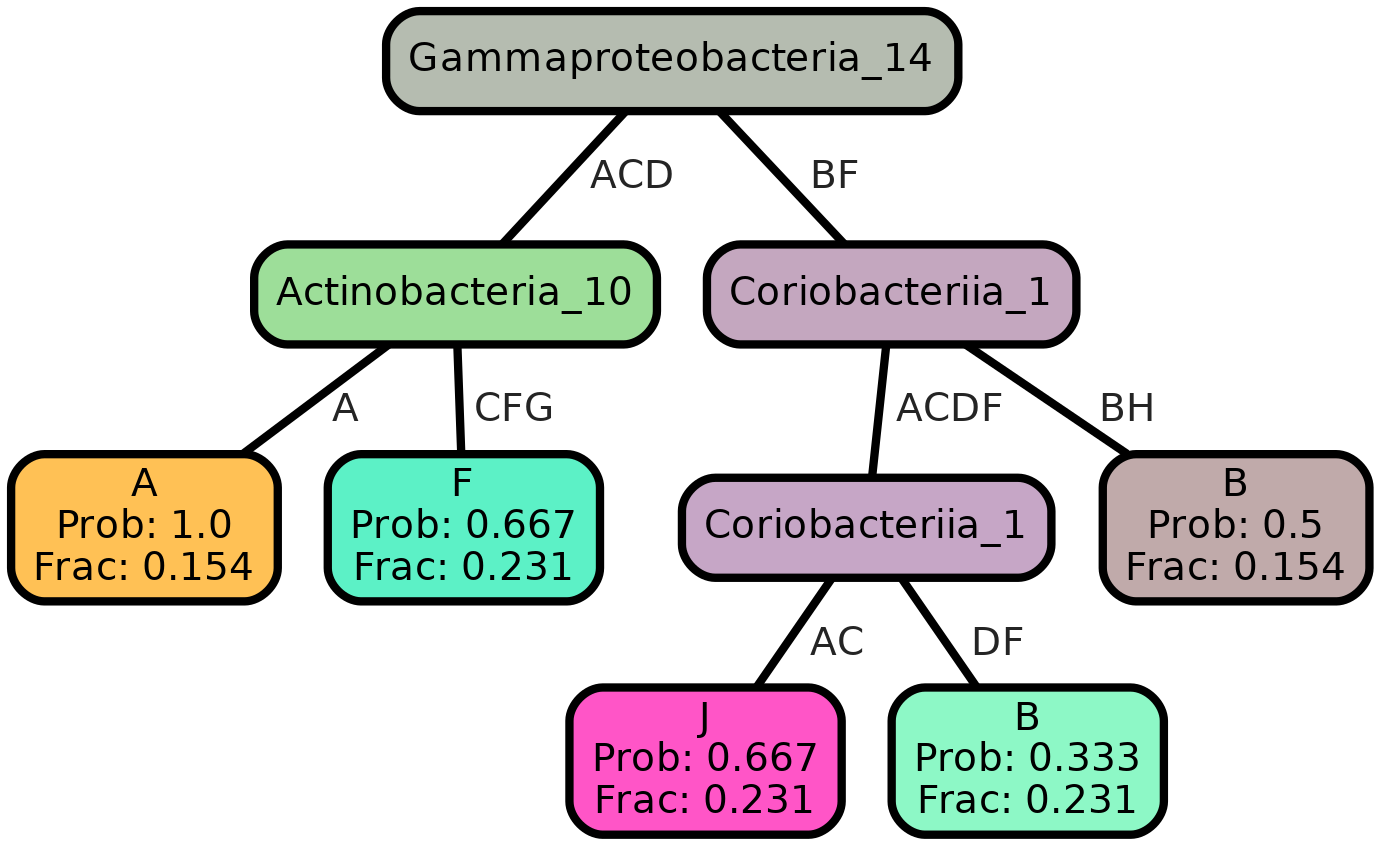 Gammaproteobacteria_14
ACD
BF
Actinobacteria_10
Coriobacteriia_1
A
CFG
ACDF
BH
A
Prob: 1.0
Frac: 0.154
F
Prob: 0.667
Frac: 0.231
Coriobacteriia_1
B
Prob: 0.5
Frac: 0.154
AC
DF
J
Prob: 0.667
Frac: 0.231
B
Prob: 0.333
Frac: 0.231